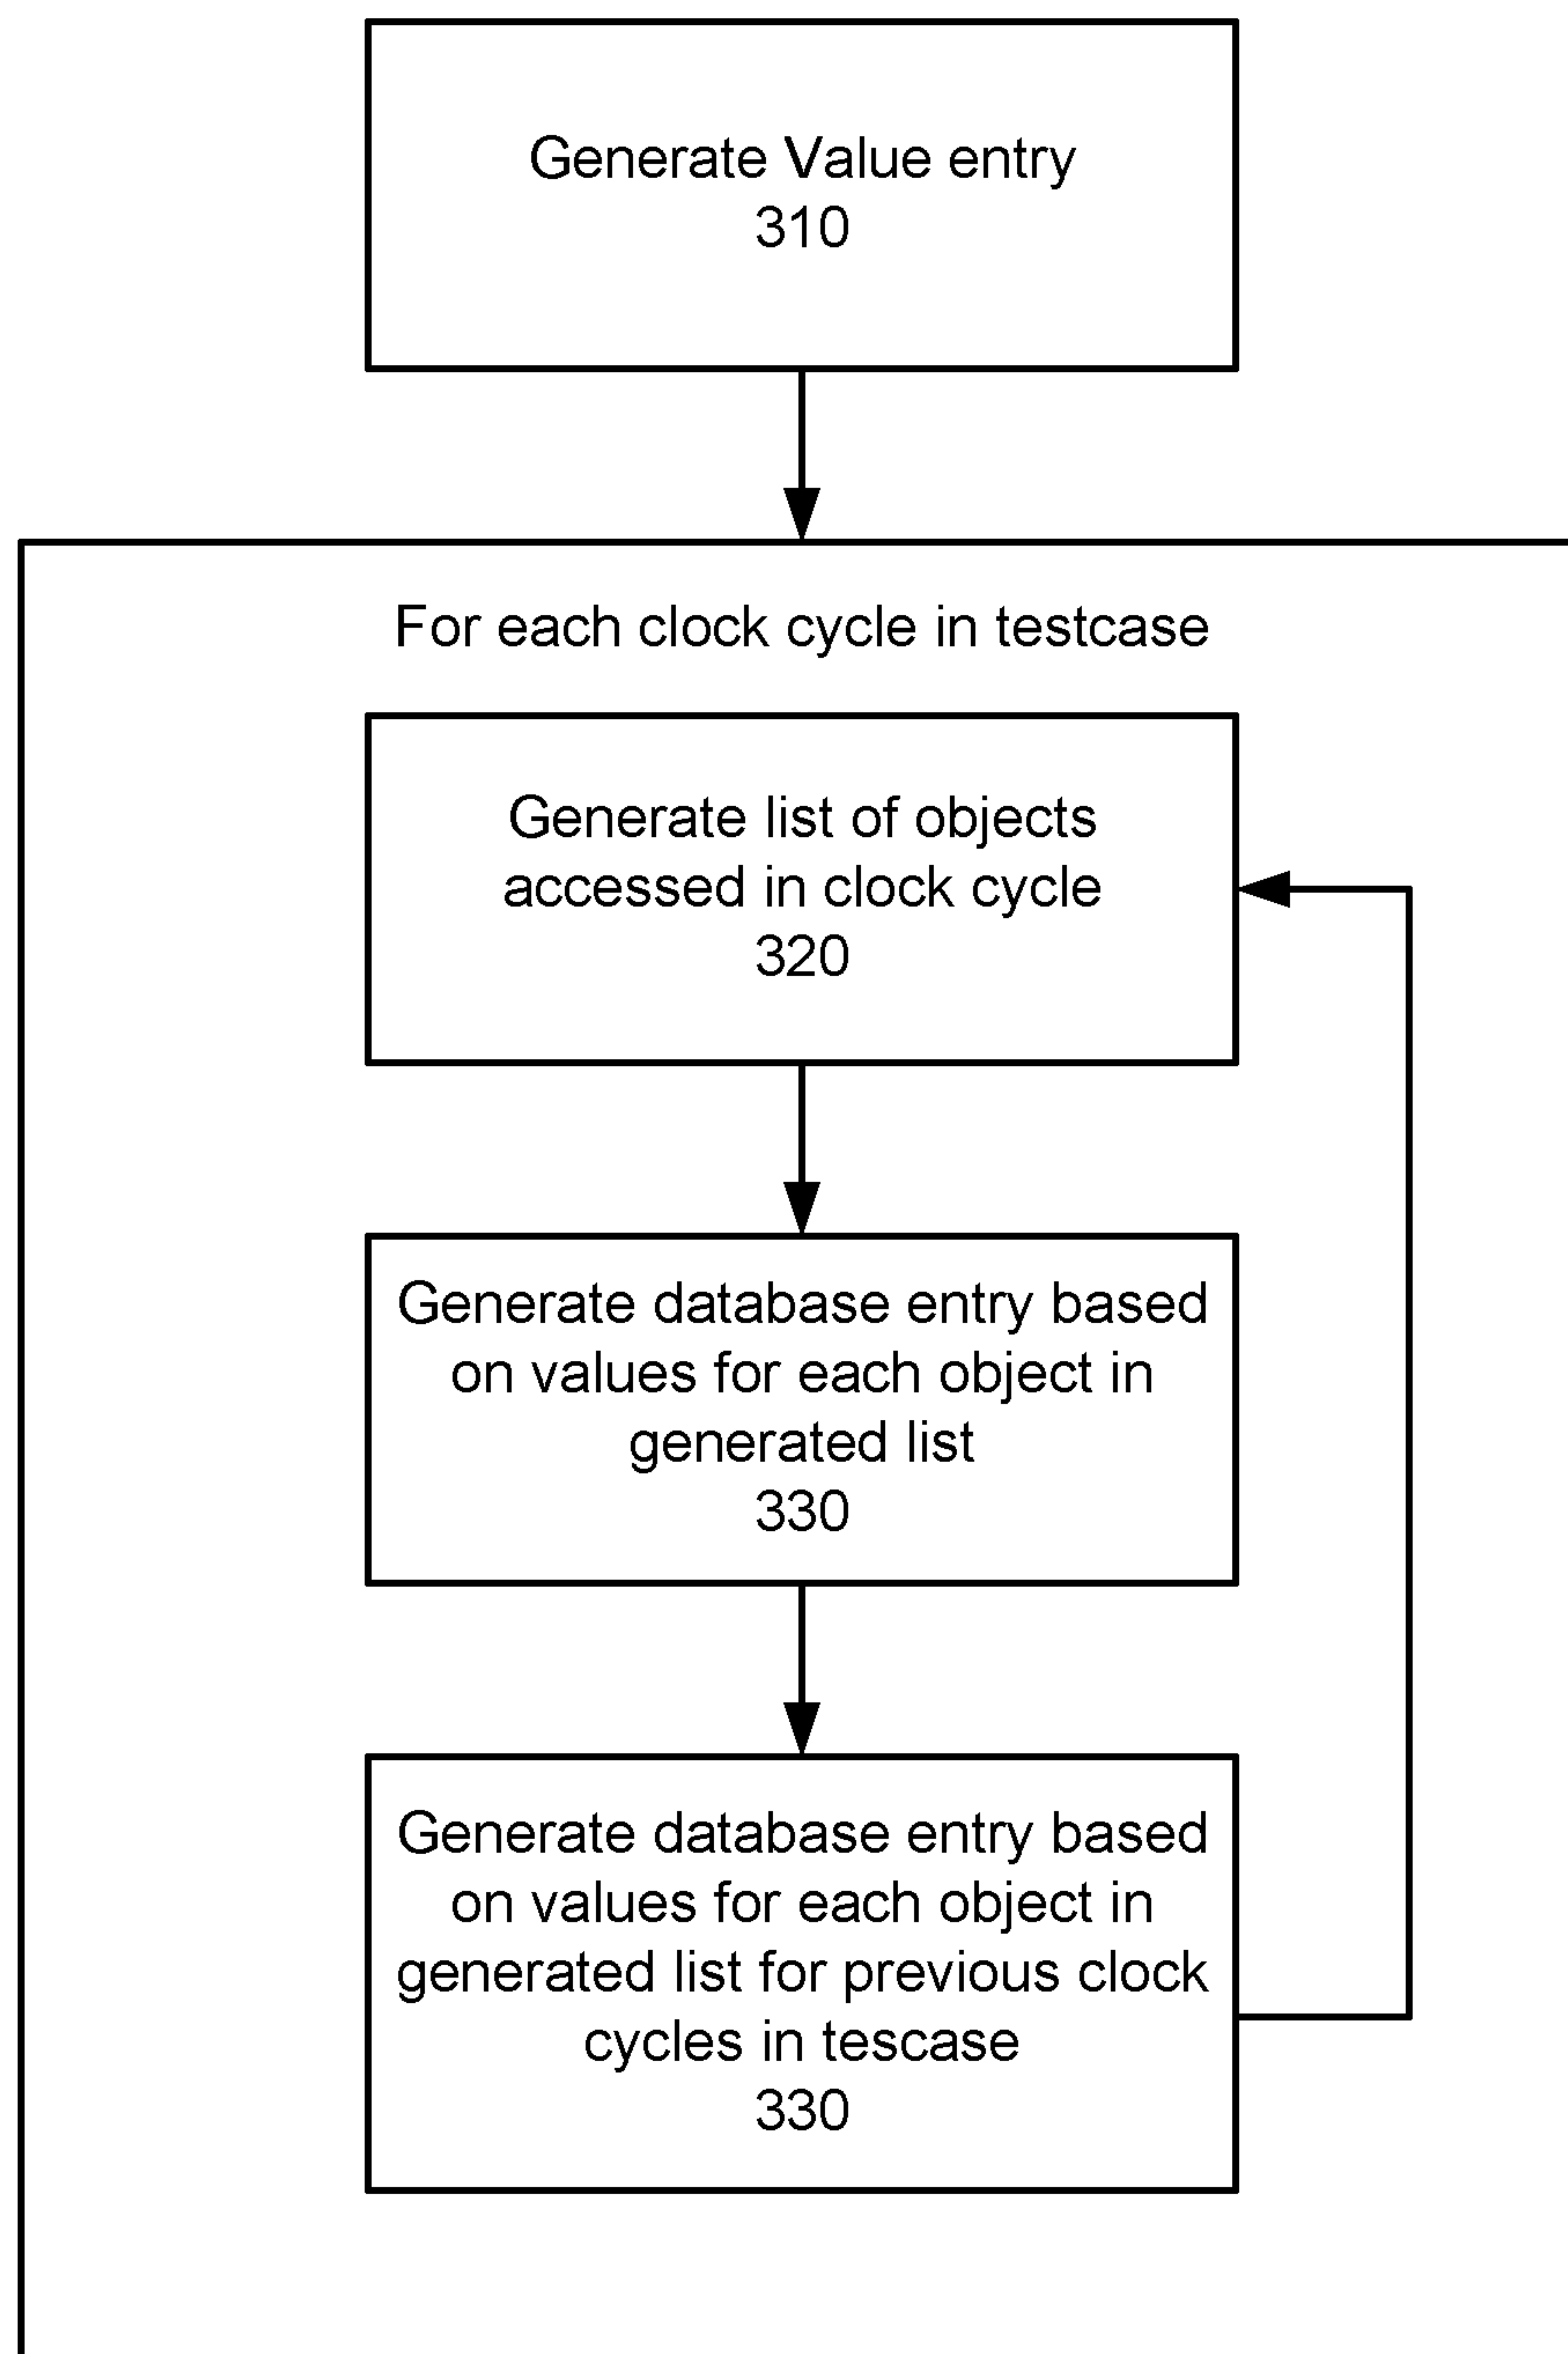 Generate Value entry
310
For each clock cycle in testcase
Generate list of objects
accessed in clock cycle
320
Generate database entry based
on values for each object in
generated list
330
Generate database entry based
on values for each object in
generated list for previous clock
cycles in tescase
330